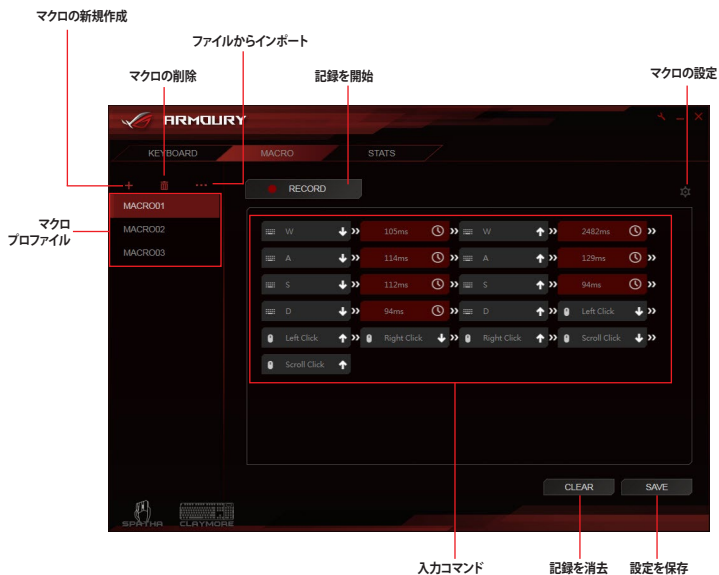 マクロの新規作成
ファイルからインポート
マクロの削除
記録を開始
マクロの設定
ARMOURY
KEYBOARD
MACRO
STATS
RECORD
マクロ
プロファイル
MACRO01
MACRO02
MACRO03
W 105ms W 2482ms
A 114ms A 129ms
S 112ms S 94ms
D 94ms D Left Click
Left Click Right Click Right Click Scroll Click
Scroll Click
CLEAR
SAVE
SPATHA
CLAYMORE
入力コマンド
記録を消去
設定を保存